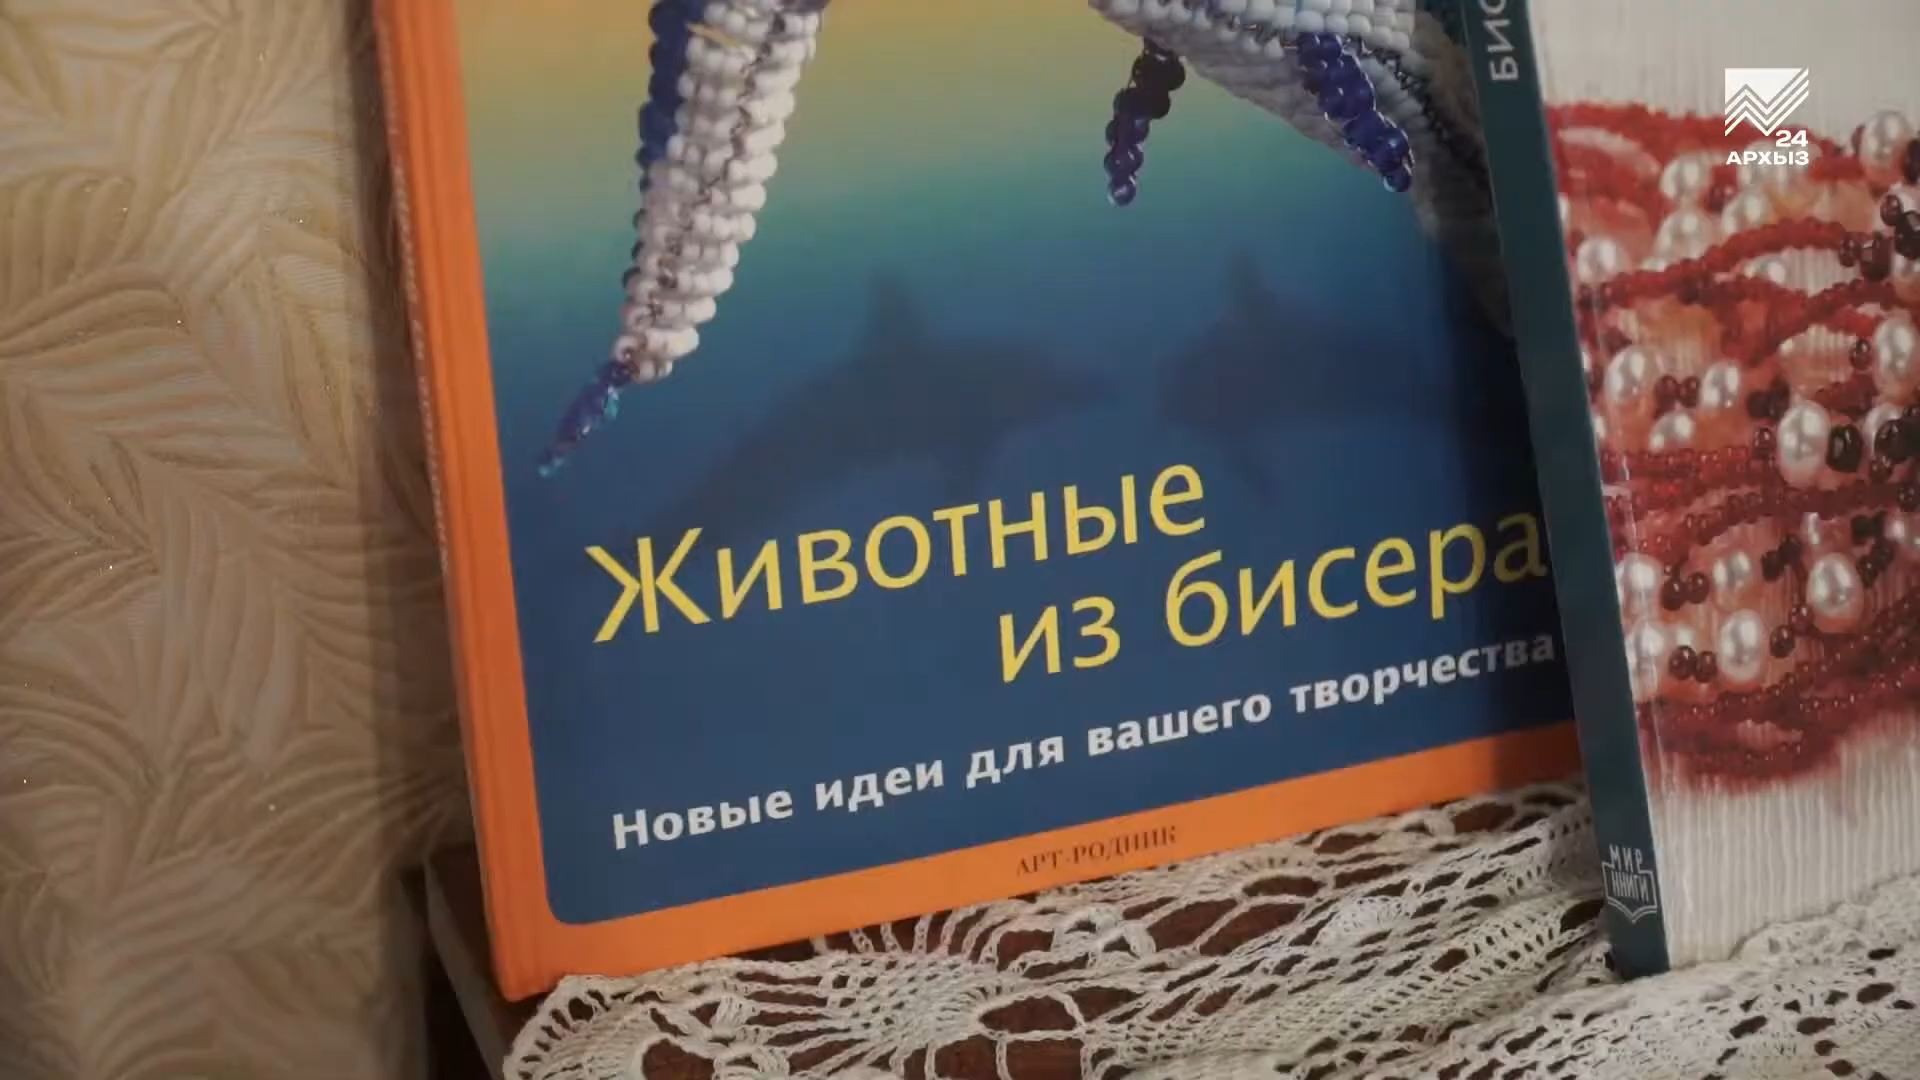 Животные
из бисера
Новые идеи для вашего творчества
АРТ-РОДНИК
МИР
КНИГИ
24
АРХЫЗ